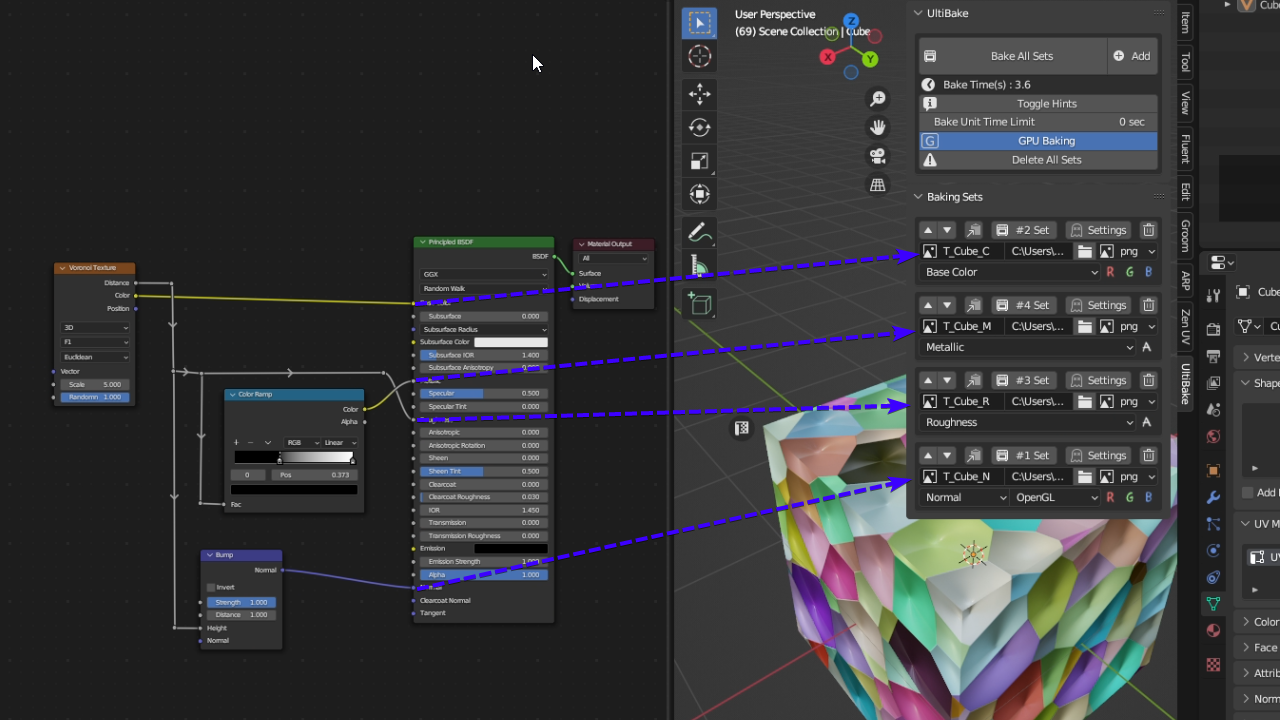 Voronoi Texture
Distance
Color
Position
3D
F1
Euclidean
Vector
Scale 5.000
Randomn 1.000
Color Ramp
Color
Alpha
+ − RGB Linear
0 Pos 0.373
Fac
Bump
Normal
Invert
Strength 1.000
Distance 1.000
Height
Normal
Principled BSDF
BSDF
GGX
Random Walk
Subsurface 0.000
Subsurface Radius
Subsurface Color
Subsurface IOR 1.400
Subsurface Anisotropy
Specular 0.500
Specular Tint 0.000
Anisotropic 0.000
Anisotropic Rotation 0.000
Sheen 0.000
Sheen Tint 0.500
Clearcoat 0.000
Clearcoat Roughness 0.030
IOR 1.450
Transmission 0.000
Transmission Roughness 0.000
Emission
Emission Strength 1.000
Alpha 1.000
Clearcoat Normal
Tangent
Material Output
All
Surface
Displacement
User Perspective
(69) Scene Collection | Cube
Z
X Y
UltiBake
Bake All Sets Add
Bake Time(s) : 3.6
Toggle Hints
Bake Unit Time Limit 0 sec
G GPU Baking
Delete All Sets
Baking Sets
#2 Set Settings
T_Cube_C C:\Users\... png
Base Color R G B
#4 Set Settings
T_Cube_M C:\Users\... png
Metallic A
#3 Set Settings
T_Cube_R C:\Users\... png
Roughness A
#1 Set Settings
T_Cube_N C:\Users\... png
Normal OpenGL R G B
Item
Tool
View
Fluent
Edit
Groom
ARP
Zen UV
UltiBake
Cube
Cube
C
Verte
Shap
Add
UV M
UV
Color
Face
Attrib
Norm